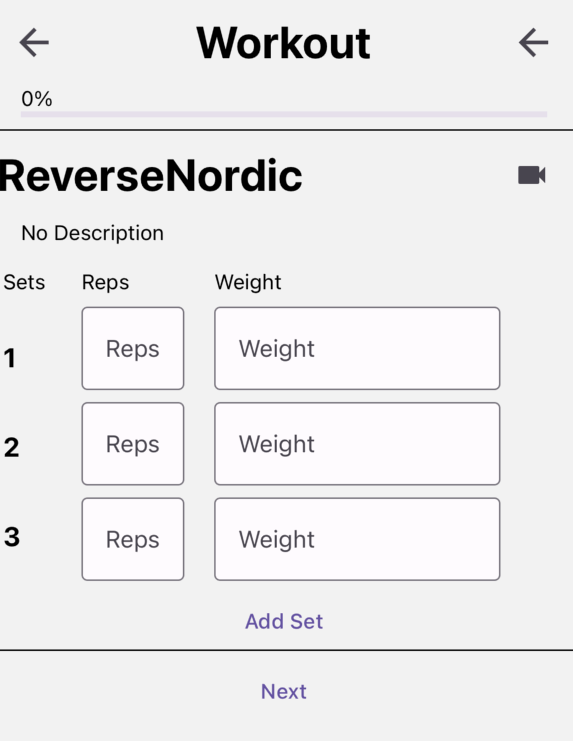 Workout
0%
ReverseNordic
No Description
Sets Reps Weight
1 Reps Weight
2 Reps Weight
3 Reps Weight
Add Set
Next